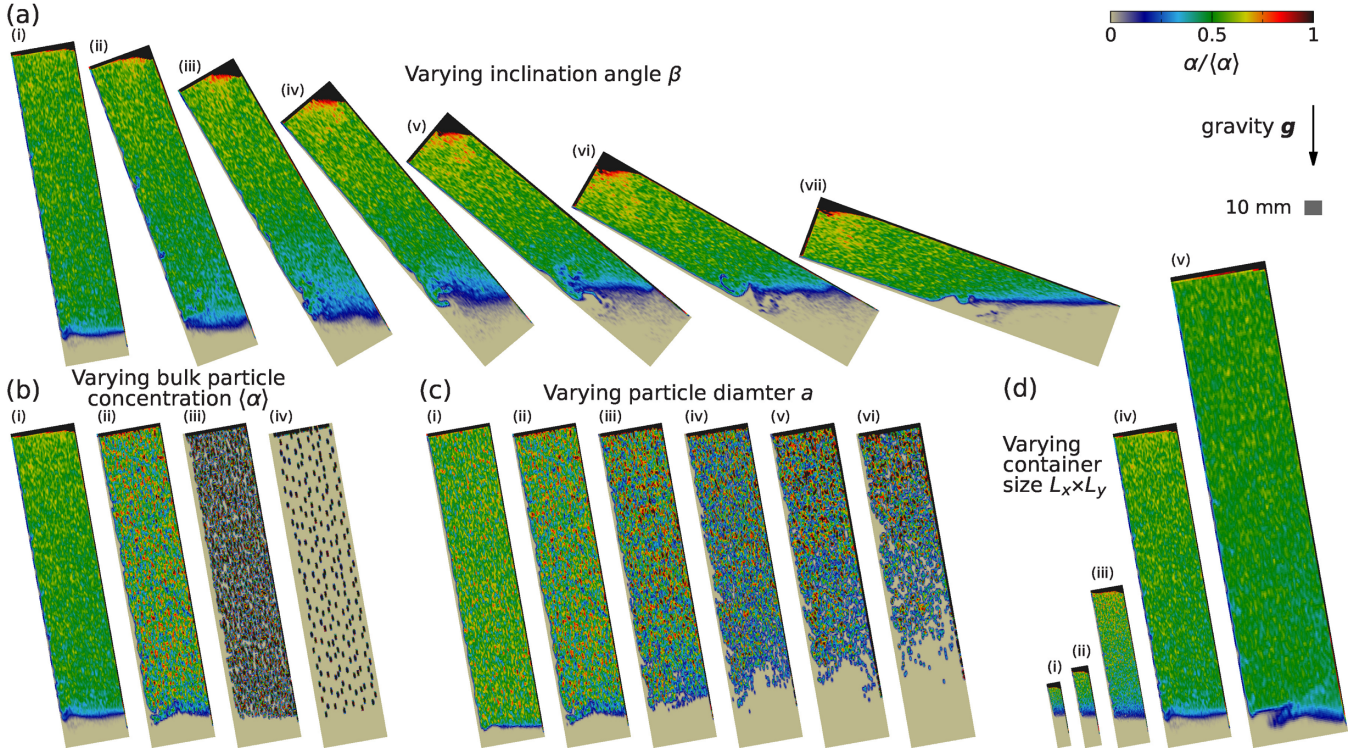 (a)
(i)
(ii)
(iii)
(iv)
(v)
(vi)
(vii)
Varying inclination angle β
0 0.5 1
α/⟨α⟩
gravity g
10 mm
(b)
Varying bulk particle
concentration ⟨α⟩
(i)
(ii)
(iii)
(iv)
(c)
Varying particle diamter a
(i)
(ii)
(iii)
(iv)
(v)
(vi)
(d)
Varying
container
size Lx×Ly
(i)
(ii)
(iii)
(iv)
(v)